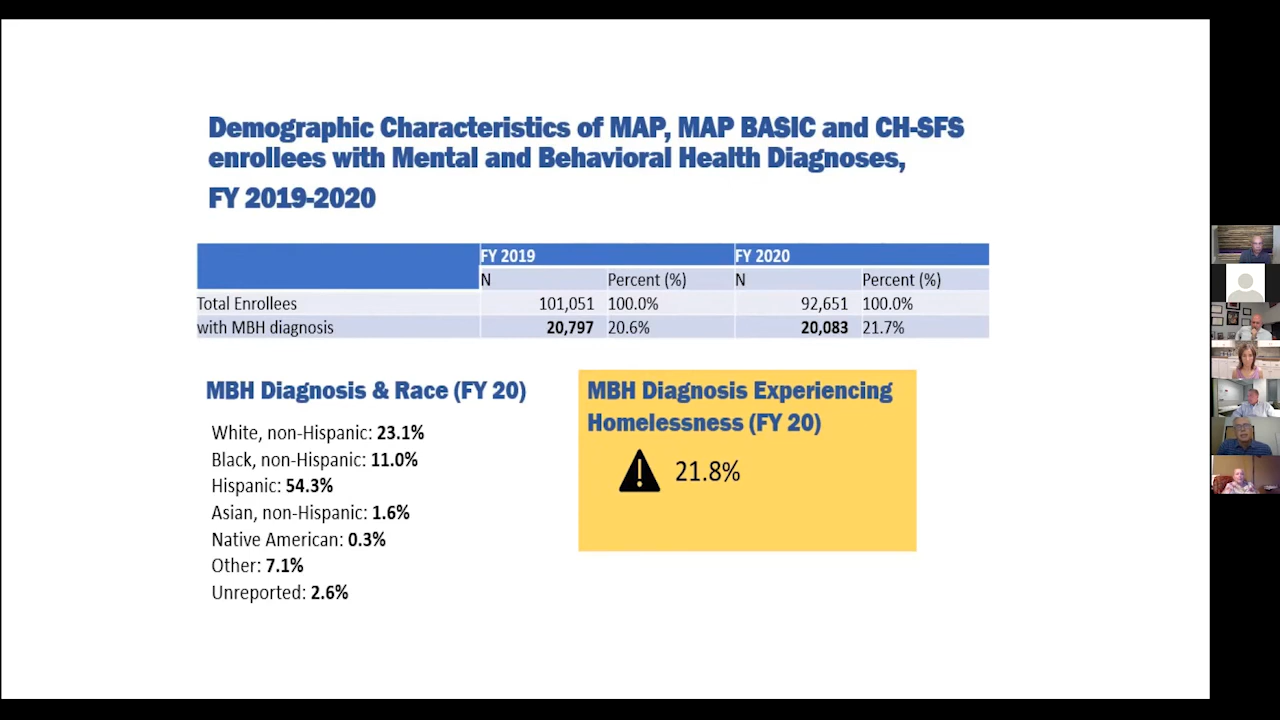 Demographic Characteristics of MAP, MAP BASIC and CH-SFS
enrollees with Mental and Behavioral Health Diagnoses,
FY 2019-2020
FY 2019 FY 2020
N Percent (%) N Percent (%)
Total Enrollees 101,051 100.0% 92,651 100.0%
with MBH diagnosis 20,797 20.6% 20,083 21.7%
MBH Diagnosis & Race (FY 20)
White, non-Hispanic: 23.1%
Black, non-Hispanic: 11.0%
Hispanic: 54.3%
Asian, non-Hispanic: 1.6%
Native American: 0.3%
Other: 7.1%
Unreported: 2.6%
MBH Diagnosis Experiencing
Homelessness (FY 20)
21.8%